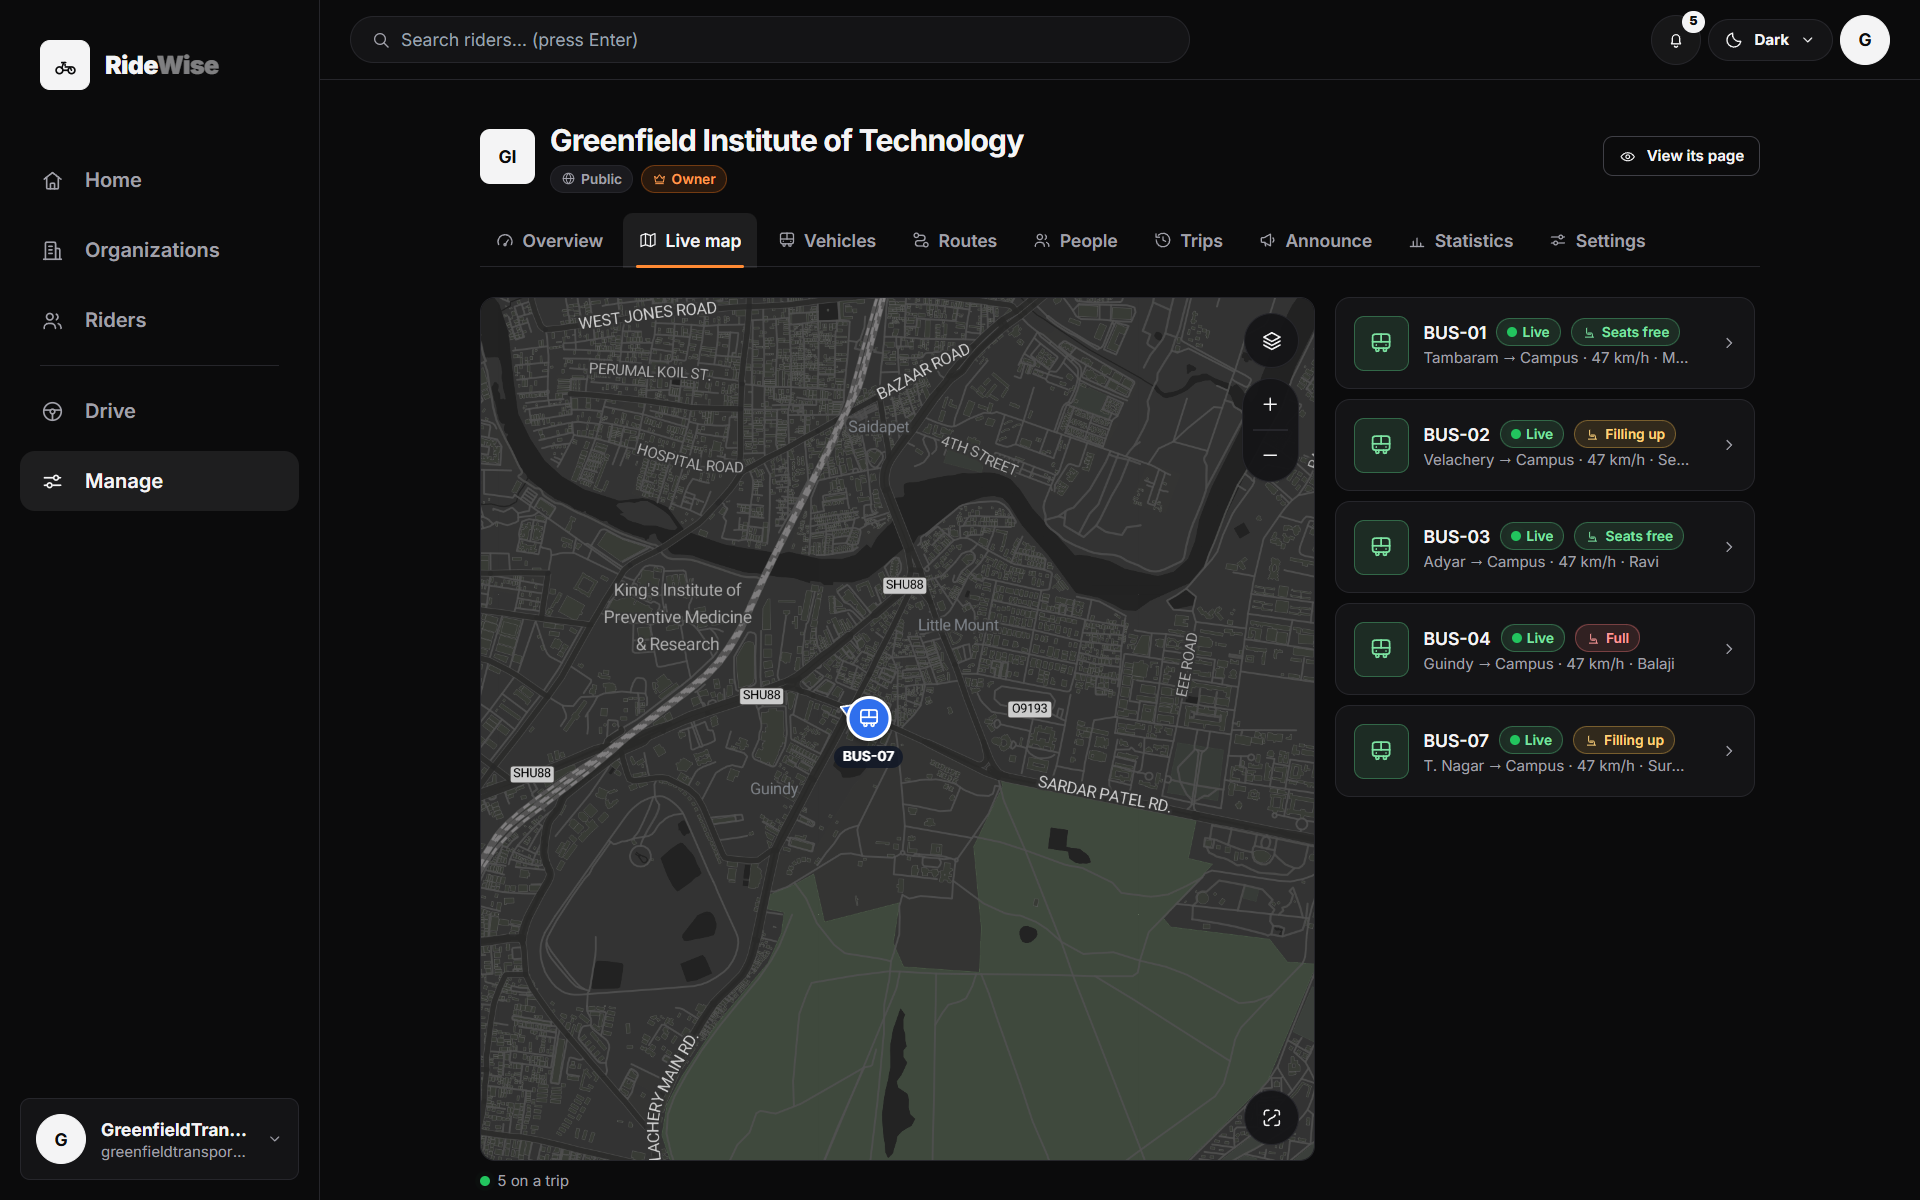 RideWise
Search riders... (press Enter)
5
Dark
G
Home
Organizations
Riders
Drive
Manage
GI
Greenfield Institute of Technology
Public
Owner
View its page
Overview
Live map
Vehicles
Routes
People
Trips
Announce
Statistics
Settings
WEST JONES ROAD
PERUMAL KOIL ST.
BAZAAR ROAD
Saidapet
4TH STREET
HOSPITAL ROAD
King's Institute of
Preventive Medicine
& Research
SHU88
Little Mount
EEE ROAD
SHU88
O9193
BUS-07
SHU88
Guindy
SARDAR PATEL RD.
LACHERY MAIN RD.
BUS-01
Live
Seats free
Tambaram → Campus · 47 km/h · M...
BUS-02
Live
Filling up
Velachery → Campus · 47 km/h · Se...
BUS-03
Live
Seats free
Adyar → Campus · 47 km/h · Ravi
BUS-04
Live
Full
Guindy → Campus · 47 km/h · Balaji
BUS-07
Live
Filling up
T. Nagar → Campus · 47 km/h · Sur...
5 on a trip
G
GreenfieldTran...
greenfieldtranspor...